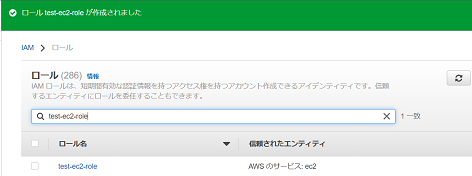 ロール test-ec2-role が作成されました
IAM > ロール
ロール (286) 情報
IAM ロールは、短期間有効な認証情報を持つアクセス権を持つアカウント作成できるアイデンティティです。信頼
するエンティティにロールを委任することもできます。
test-ec2-role 1 一致
ロール名 信頼されたエンティティ
test-ec2-role AWS のサービス: ec2